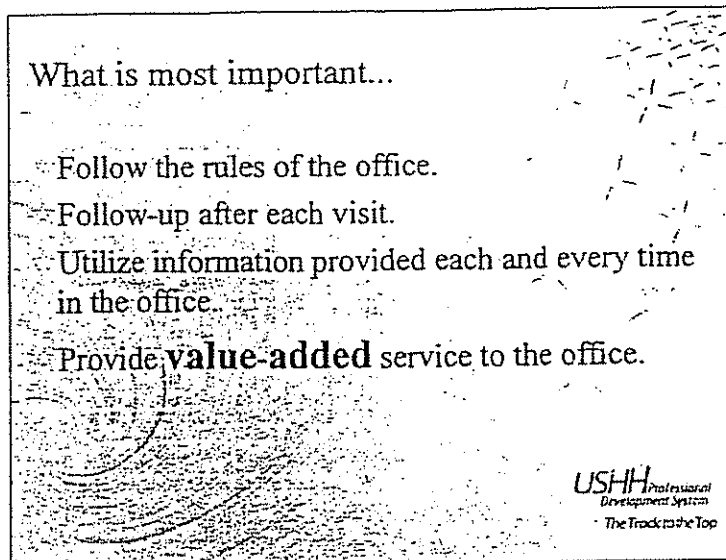 What is most important...
Follow the rules of the office.
Follow-up after each visit.
Utilize information provided each and every time
in the office.
Provide value-added service to the office.
USHH Professional
Development System
The Track to the Top